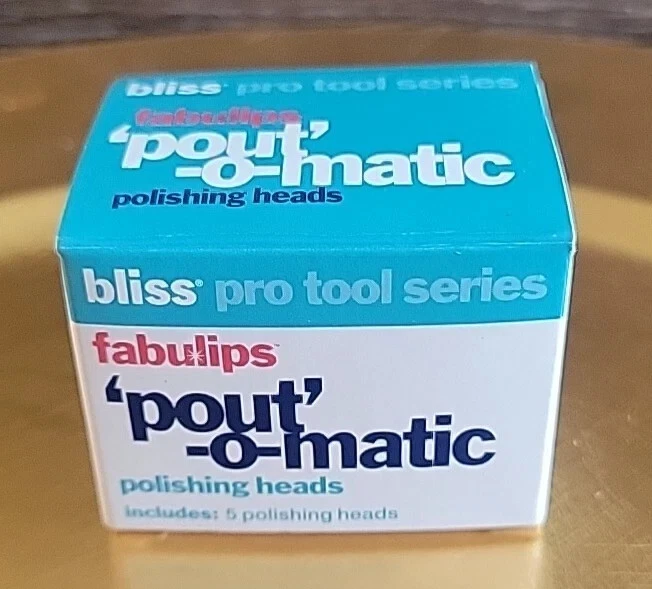 bliss® pro tool series
fabulips
‘pout’
-o-matic
polishing heads
bliss® pro tool series
fabulips™
‘pout’
-o-matic
polishing heads
includes: 5 polishing heads